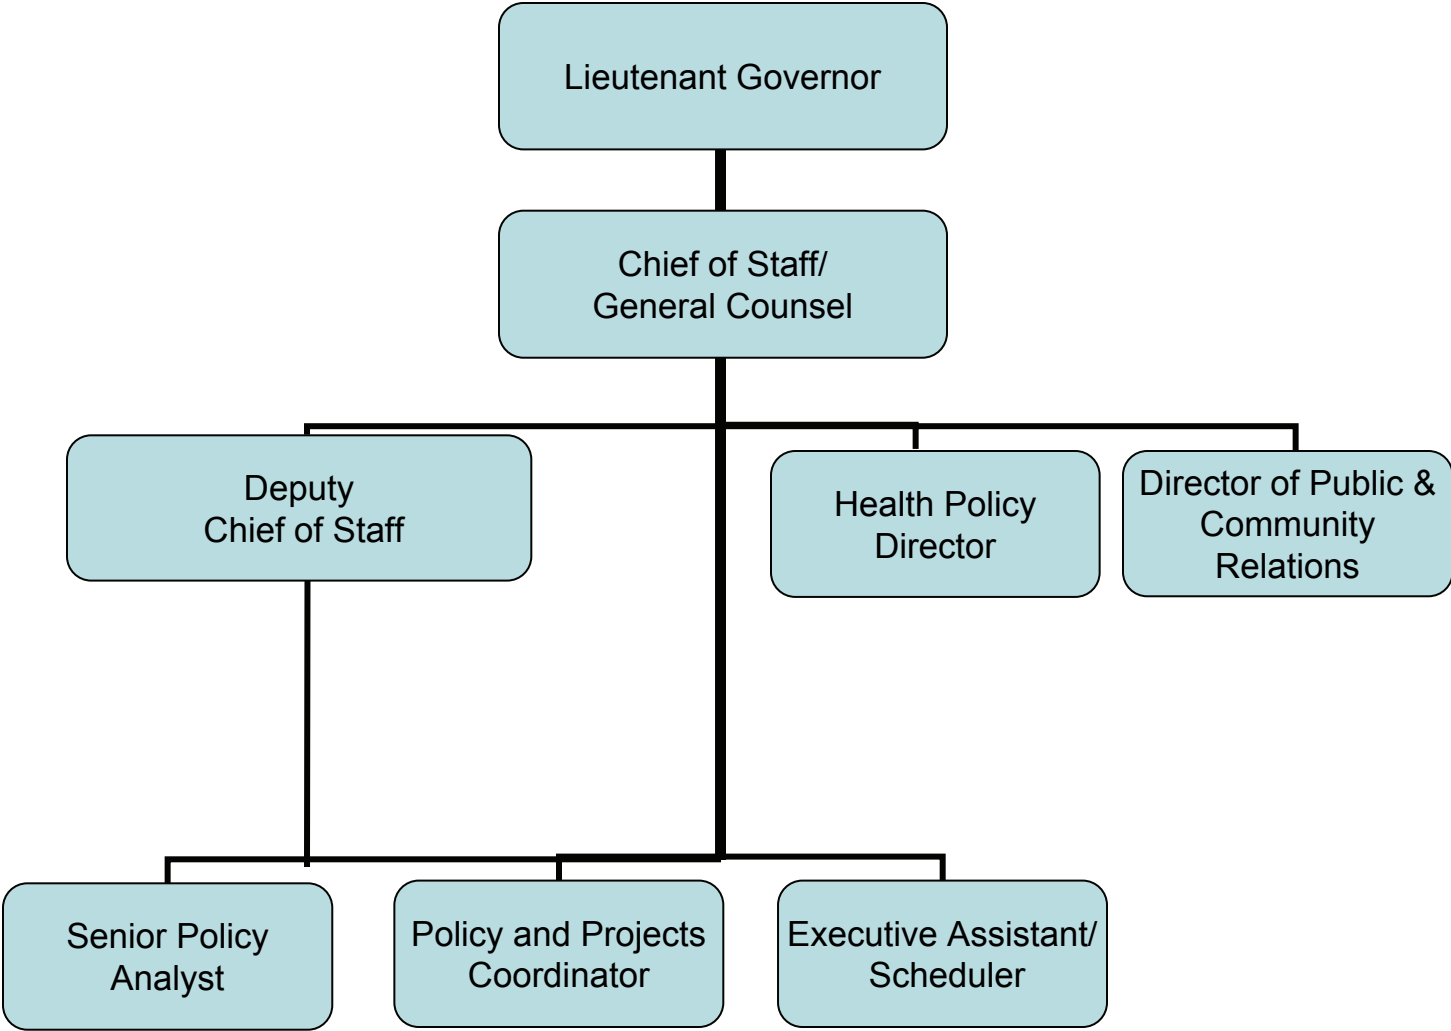 Lieutenant Governor
Chief of Staff/
General Counsel
Deputy
Chief of Staff
Health Policy
Director
Director of Public &
Community
Relations
Senior Policy
Analyst
Policy and Projects
Coordinator
Executive Assistant/
Scheduler